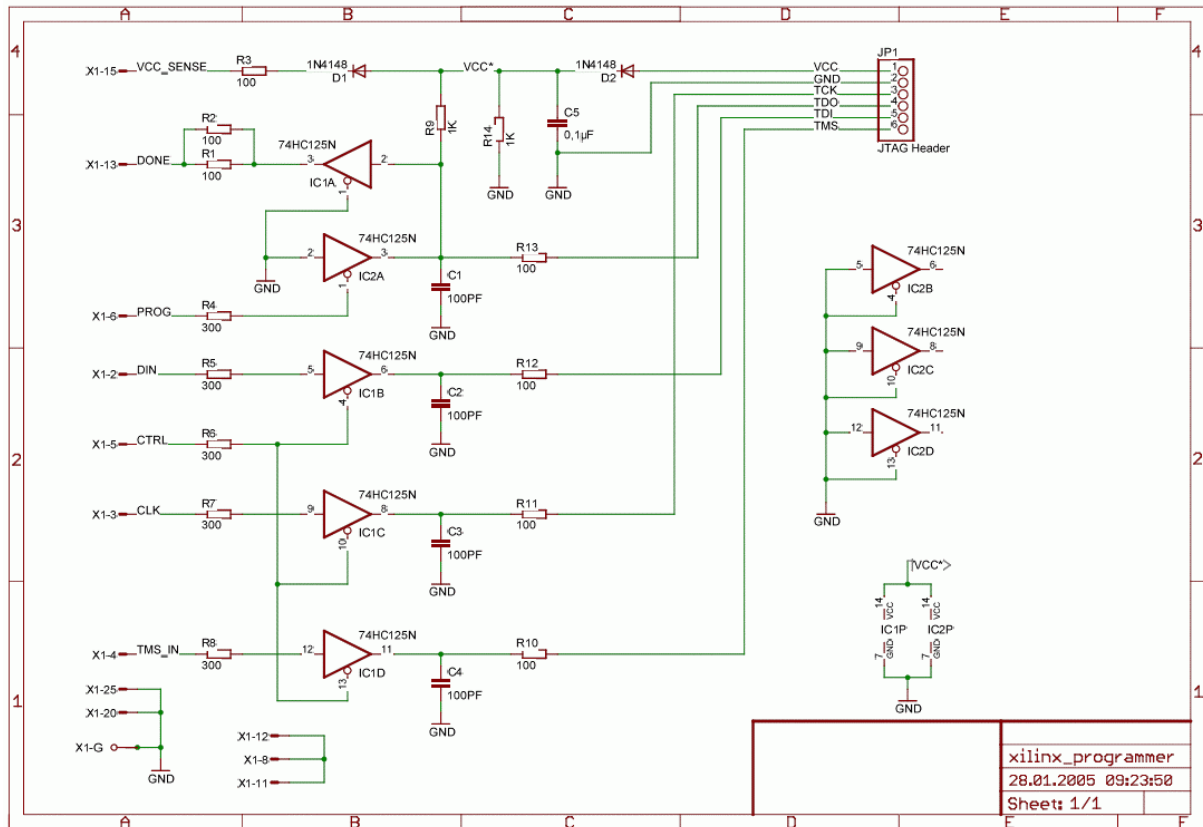 A B C D E F
4 4
3 3
2 2
1 1
X1-15 VCC_SENSE
R3
100
1N4148
D1
VCC*
1N4148
D2
R9
1K
R14
1K
C5
0,1µF
GND
GND
JP1
VCC 1
GND 2
TCK 3
TDO 4
TDI 5
TMS 6
JTAG Header
R2
100
X1-13 DONE
R1
100
74HC125N
3 2
1
IC1A
74HC125N
2 3
1
IC2A
GND
C1
100PF
GND
R13
100
X1-6 PROG
R4
300
X1-2 DIN
R5
300
74HC125N
5 6
4
IC1B
C2
100PF
GND
R12
100
X1-5 CTRL
R6
300
X1-3 CLK
R7
300
74HC125N
9 8
10
IC1C
C3
100PF
GND
R11
100
X1-4 TMS_IN
R8
300
74HC125N
12 11
13
IC1D
C4
100PF
GND
R10
100
74HC125N
5 6
4
IC2B
74HC125N
9 8
10
IC2C
74HC125N
12 11
13
IC2D
GND
VCC*
14 VCC
IC1P
7 GND
14 VCC
IC2P
7 GND
GND
X1-25
X1-20
X1-G
GND
X1-12
X1-8
X1-11
xilinx_programmer
28.01.2005 09:23:50
Sheet: 1/1
A B C D E F